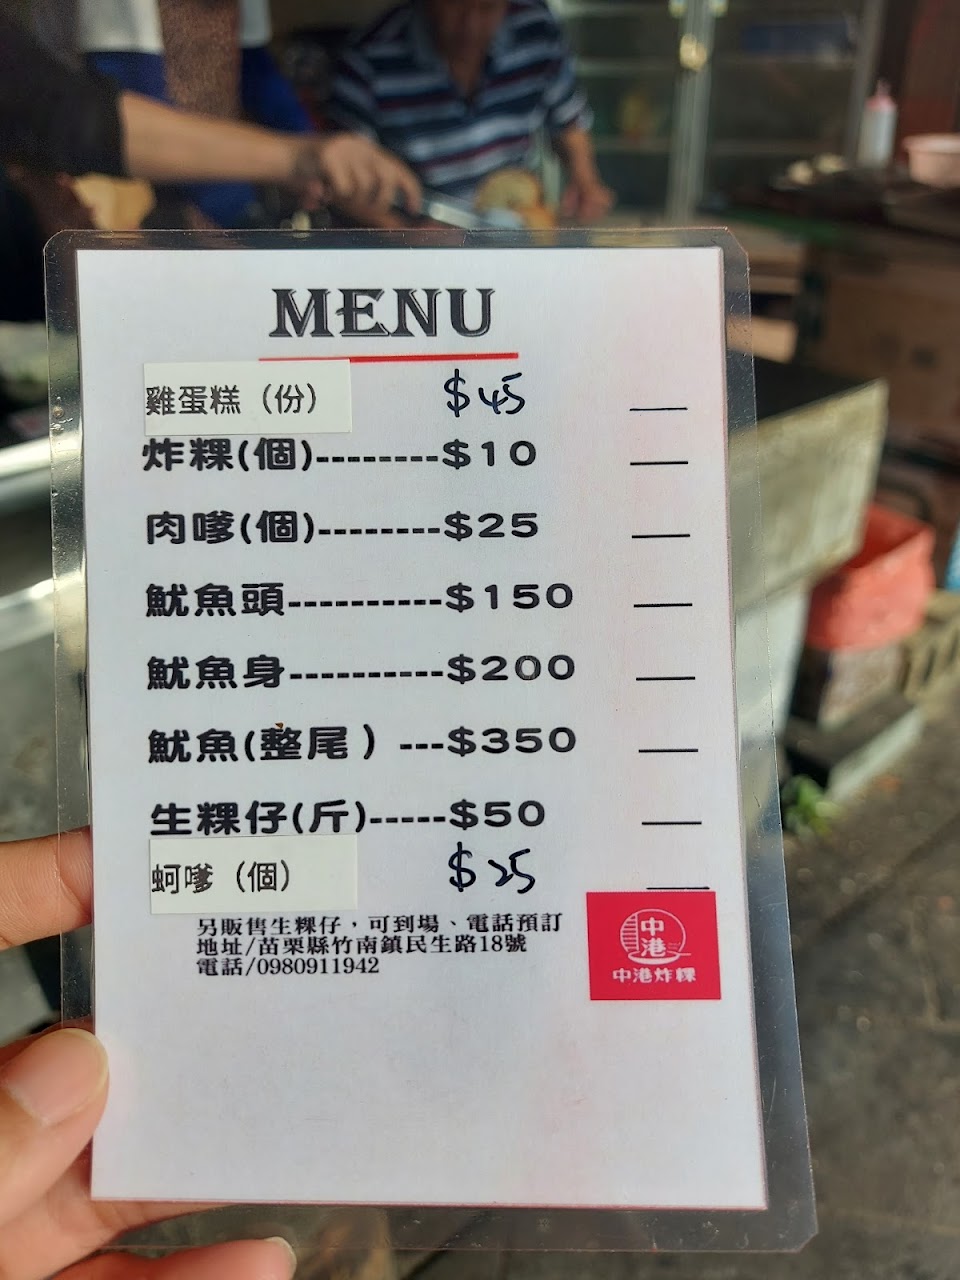 MENU
雞蛋糕（份） $45
炸粿(個)--------$10
肉嗲(個)--------$25
魷魚頭----------$150
魷魚身----------$200
魷魚(整尾）---$350
生粿仔(斤)-----$50
蚵嗲（個） $25
另販售生粿仔，可到場、電話預訂
地址/苗栗縣竹南鎮民生路18號
電話/0980911942
中港
中港炸粿